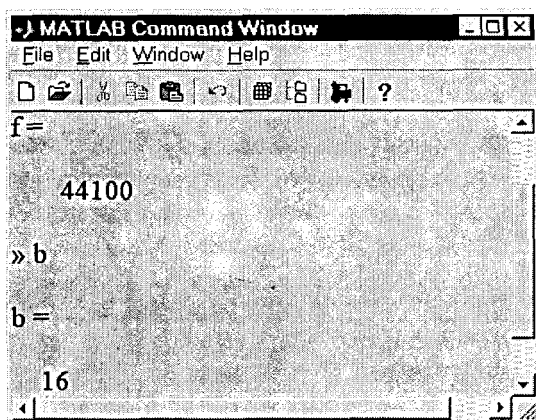 MATLAB Command Window
File Edit Window Help
?
f =
44100
» b
b =
16